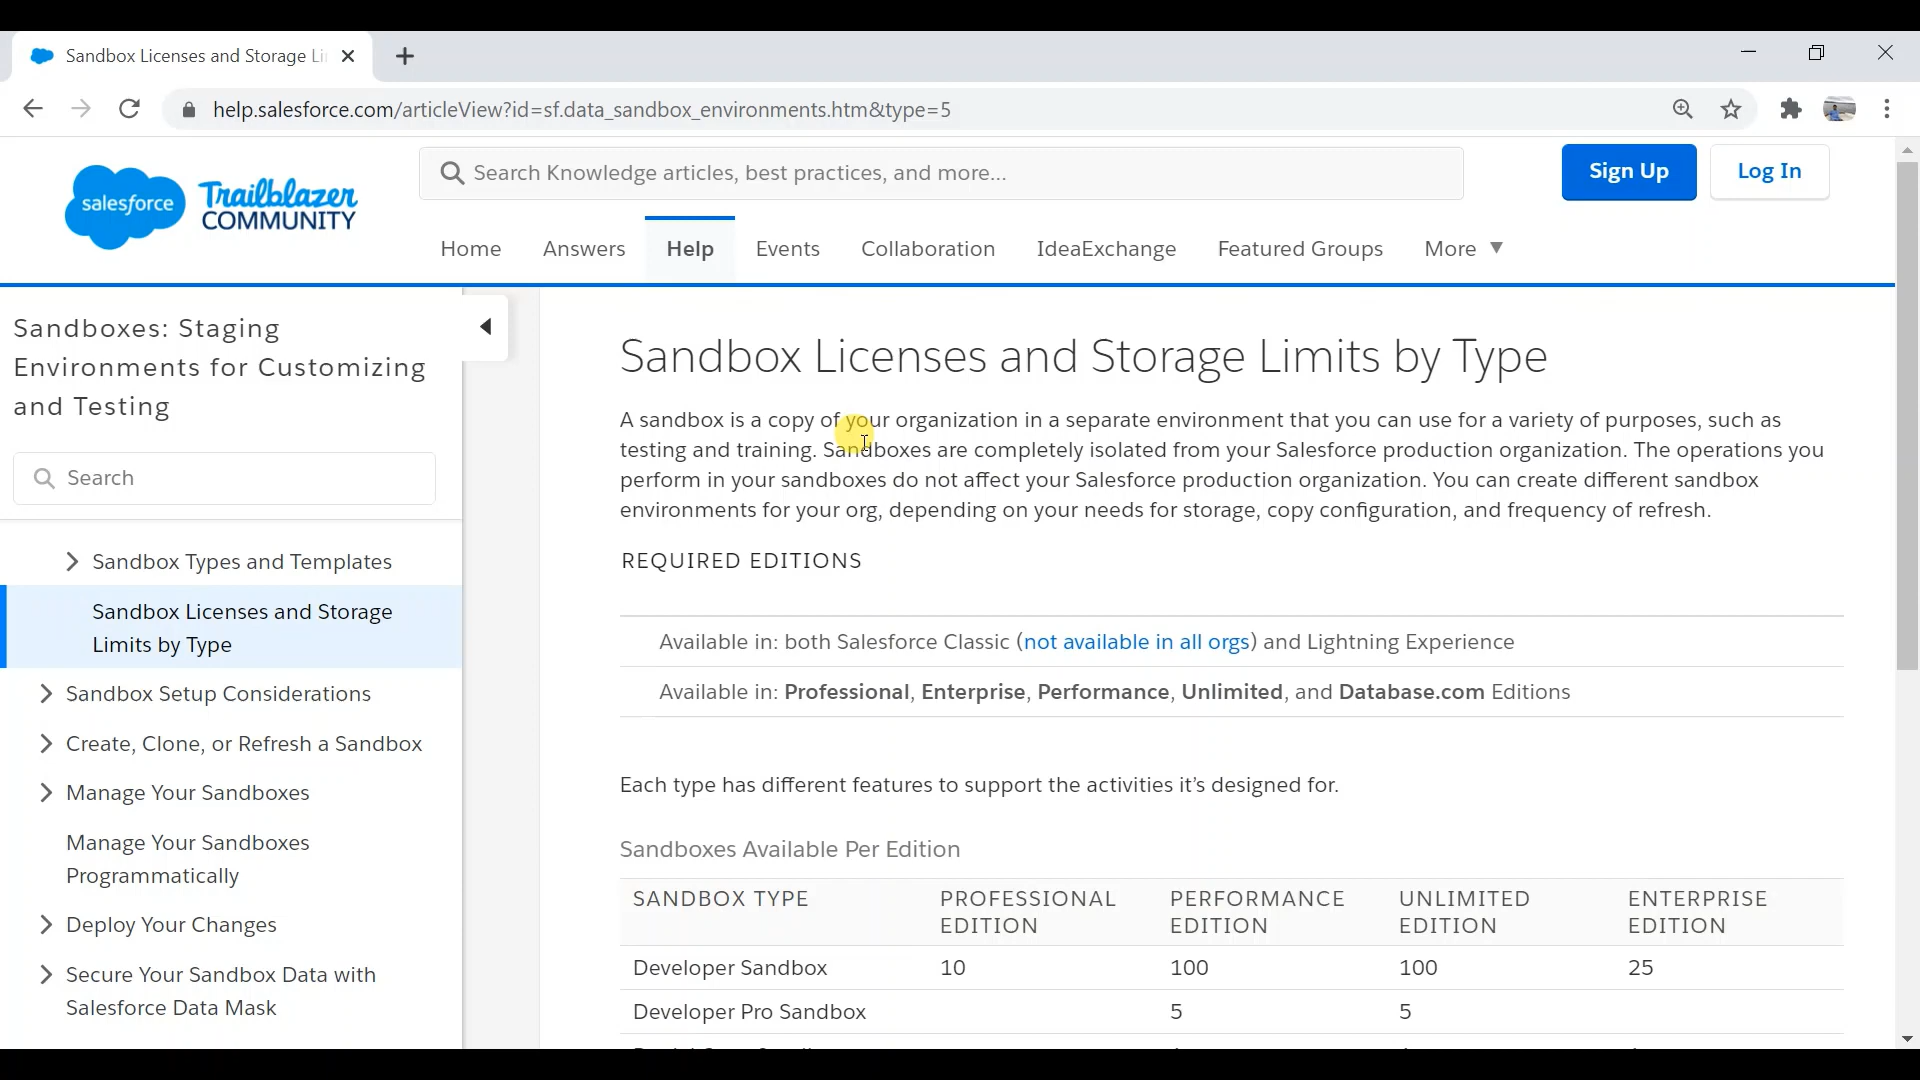 Sandbox Licenses and Storage Li
help.salesforce.com/articleView?id=sf.data_sandbox_environments.htm&type=5
salesforce
Trailblazer
COMMUNITY
Search Knowledge articles, best practices, and more...
Sign Up
Log In
Home
Answers
Help
Events
Collaboration
IdeaExchange
Featured Groups
More
Sandboxes: Staging
Environments for Customizing
and Testing
Search
Sandbox Types and Templates
Sandbox Licenses and Storage
Limits by Type
Sandbox Setup Considerations
Create, Clone, or Refresh a Sandbox
Manage Your Sandboxes
Manage Your Sandboxes
Programmatically
Deploy Your Changes
Secure Your Sandbox Data with
Salesforce Data Mask
Sandbox Licenses and Storage Limits by Type
A sandbox is a copy of your organization in a separate environment that you can use for a variety of purposes, such as
testing and training. Sandboxes are completely isolated from your Salesforce production organization. The operations you
perform in your sandboxes do not affect your Salesforce production organization. You can create different sandbox
environments for your org, depending on your needs for storage, copy configuration, and frequency of refresh.
REQUIRED EDITIONS
Available in: both Salesforce Classic (not available in all orgs) and Lightning Experience
Available in: Professional, Enterprise, Performance, Unlimited, and Database.com Editions
Each type has different features to support the activities it's designed for.
Sandboxes Available Per Edition
SANDBOX TYPE PROFESSIONAL EDITION PERFORMANCE EDITION UNLIMITED EDITION ENTERPRISE EDITION
Developer Sandbox 10 100 100 25
Developer Pro Sandbox 5 5